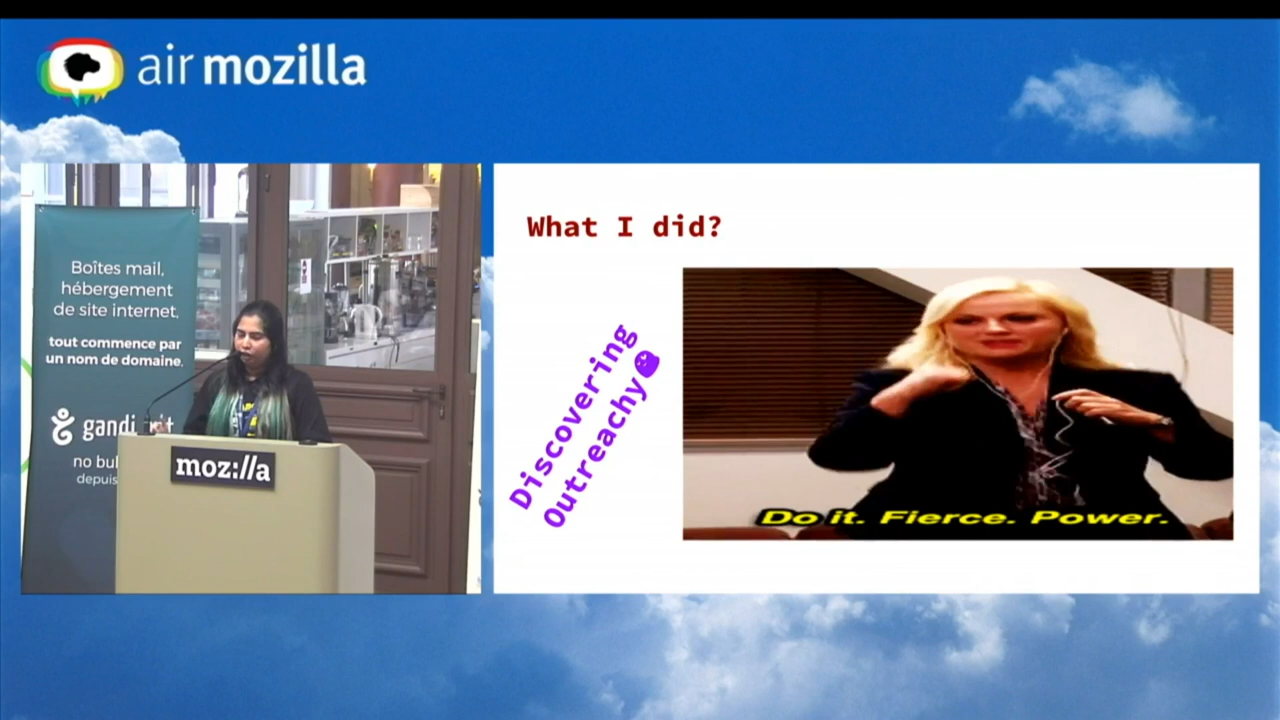 air mozilla
Boîtes mail,
hébergement
de site internet,
tout commence par
un nom de domaine.
gandi
no
depuis
moz://a
What I did?
Discovering
Outreachy
Do it. Fierce. Power.